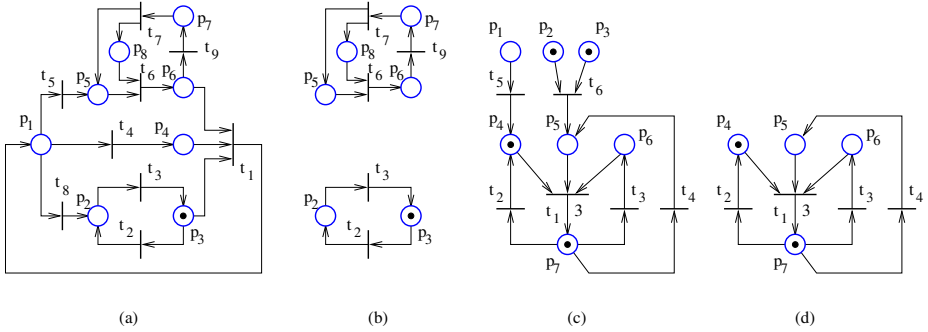 p7
t7
p8
t9
t5
p5
t6
p6
p1
t4
p4
t1
t8
p2
t3
t2
p3
(a)
p7
t7
p8
t9
p5
t6
p6
t3
p2
t2
p3
(b)
p1 p2 p3
t5 t6
p4 p5 p6
t2 t1 3 t3 t4
p7
(c)
p4 p5 p6
t2 t1 3 t3 t4
p7
(d)